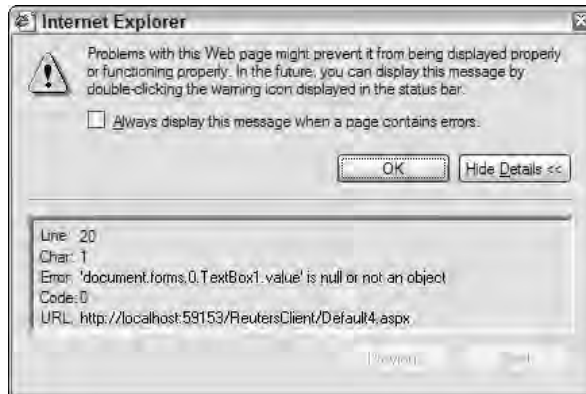 Internet Explorer
Problems with this Web page might prevent it from being displayed properly
or functioning properly. In the future, you can display this message by
double-clicking the warning icon displayed in the status bar.
Always display this message when a page contains errors.
OK
Hide Details <<
Line: 20
Char: 1
Error: 'document.forms.0.TextBox1.value' is null or not an object
Code: 0
URL: http://localhost:59153/ReutersClient/Default4.aspx
Previous